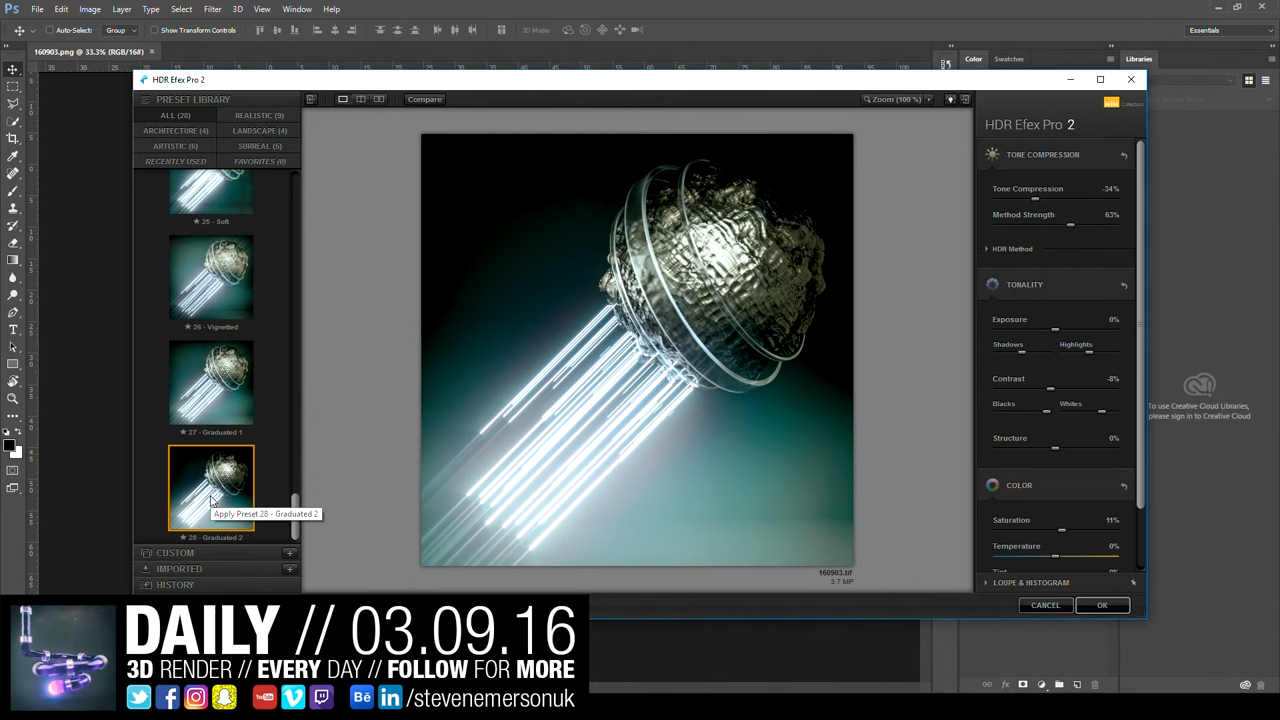 Ps File Edit Image Layer Type Select Filter 3D View Window Help
Auto-Select: Group Show Transform Controls 3D Mode: Essentials
160903.png @ 33.3% (RGB/16#) Color Swatches Libraries
HDR Efex Pro 2
PRESET LIBRARY Compare Zoom (100 %)
ALL (28) REALISTIC (9)
ARCHITECTURE (4) LANDSCAPE (4)
ARTISTIC (6) SURREAL (5)
RECENTLY USED FAVORITES (0)
25 - Soft
26 - Vignetted
27 - Graduated 1
Apply Preset 28 - Graduated 2
28 - Graduated 2
CUSTOM
IMPORTED
HISTORY
160903.tif
3.7 MP
Collection
HDR Efex Pro 2
TONE COMPRESSION
Tone Compression -34%
Method Strength 63%
HDR Method
TONALITY
Exposure 0%
Shadows Highlights
Contrast -8%
Blacks Whites
Structure 0%
COLOR
Saturation 11%
Temperature 0%
LOUPE & HISTOGRAM
CANCEL OK
To use Creative Cloud Libraries,
please sign in to Creative Cloud
DAILY // 03.09.16
3D RENDER // EVERY DAY // FOLLOW FOR MORE
/stevenemersonuk